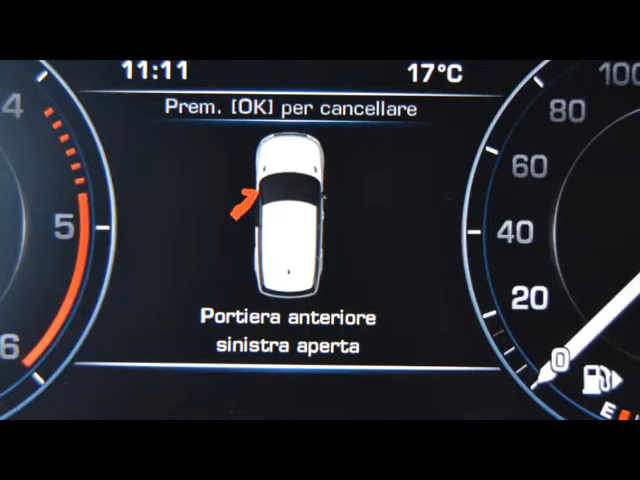 11:11 17°C
Prem. [OK] per cancellare
Portiera anteriore
sinistra aperta
4
5
6
100
80
60
40
20
0
E